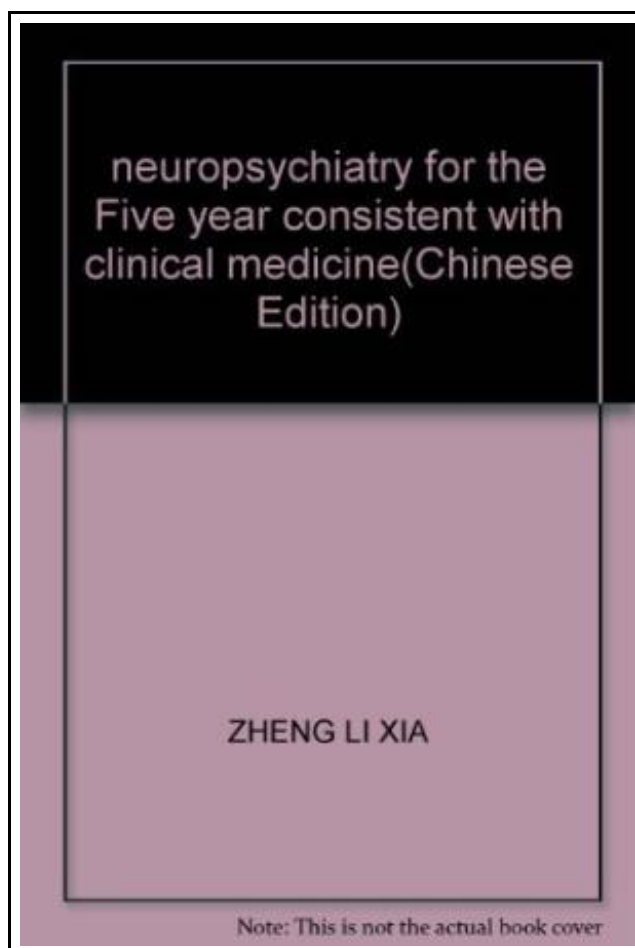 neuropsychiatry for the
Five year consistent with
clinical medicine(Chinese
Edition)
ZHENG LI XIA
Note: This is not the actual book cover